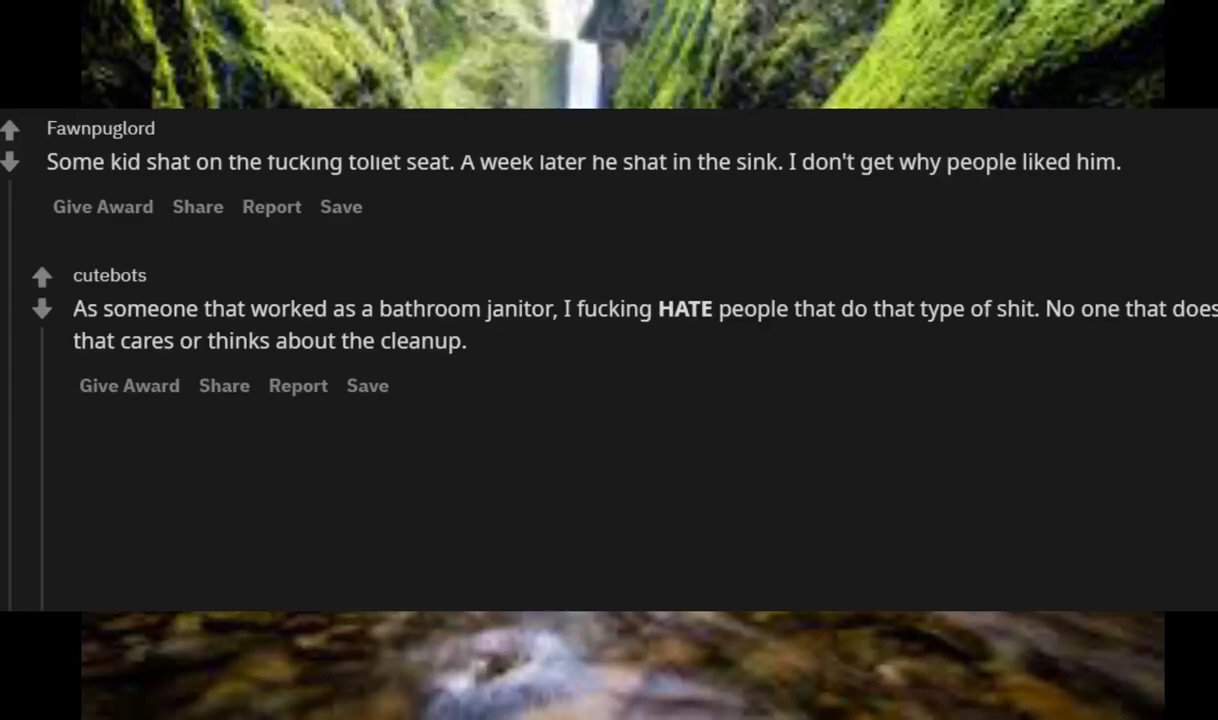 Fawnpuglord
Some kid shat on the fucking toilet seat. A week later he shat in the sink. I don't get why people liked him.
Give Award Share Report Save
cutebots
As someone that worked as a bathroom janitor, I fucking HATE people that do that type of shit. No one that does
that cares or thinks about the cleanup.
Give Award Share Report Save